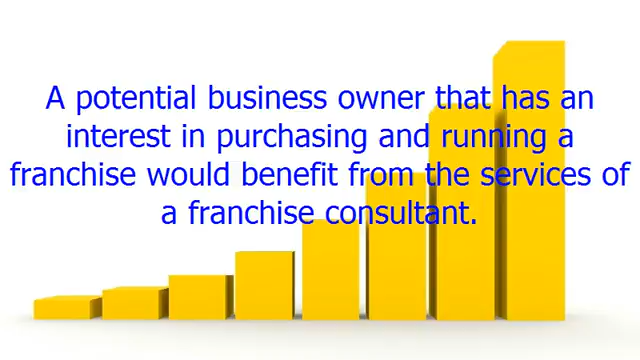 A potential business owner that has an
interest in purchasing and running a
franchise would benefit from the services of
a franchise consultant.